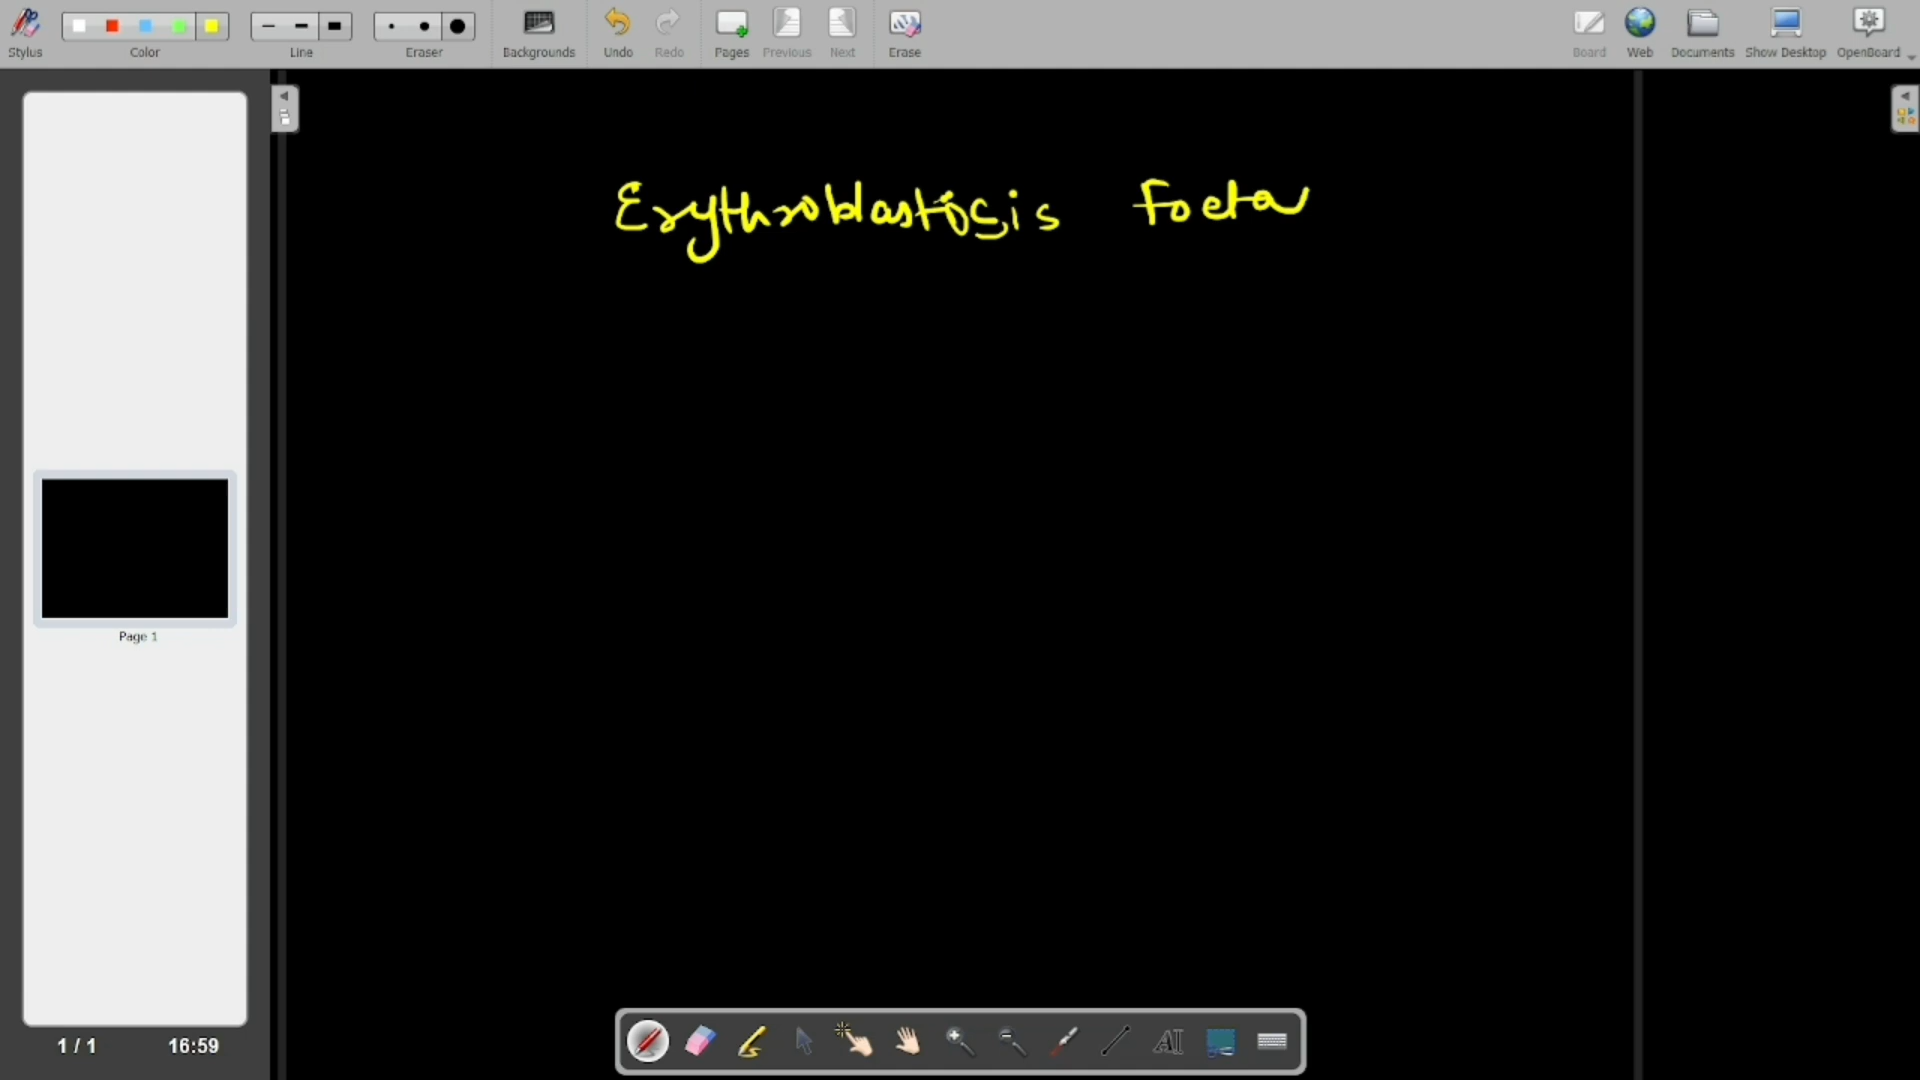 Stylus Color Line Eraser Backgrounds Undo Redo Pages Previous Next Erase Board Web Documents Show Desktop OpenBoard
Erythroblastosis Foeta
Page 1
1 / 1 16:59